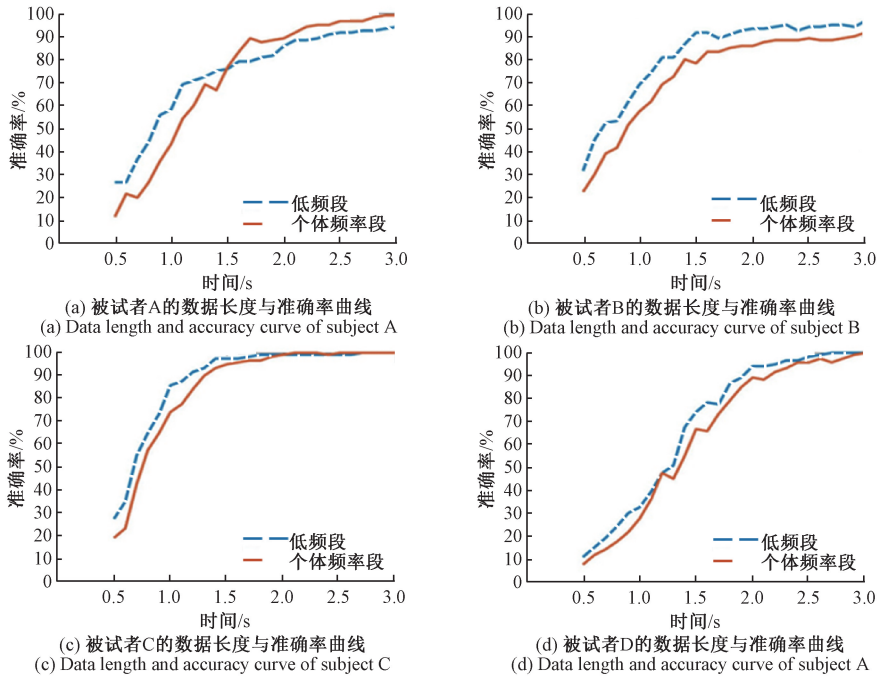 100
90
80
70
60
50
40
30
20
10
0
准确率/%
低频段
个体频率段
0.5 1.0 1.5 2.0 2.5 3.0
时间/s
(a) 被试者A的数据长度与准确率曲线
(a) Data length and accuracy curve of subject A
100
90
80
70
60
50
40
30
20
10
0
准确率/%
低频段
个体频率段
0.5 1.0 1.5 2.0 2.5 3.0
时间/s
(b) 被试者B的数据长度与准确率曲线
(b) Data length and accuracy curve of subject B
100
90
80
70
60
50
40
30
20
10
0
准确率/%
低频段
个体频率段
0.5 1.0 1.5 2.0 2.5 3.0
时间/s
(c) 被试者C的数据长度与准确率曲线
(c) Data length and accuracy curve of subject C
100
90
80
70
60
50
40
30
20
10
0
准确率/%
低频段
个体频率段
0.5 1.0 1.5 2.0 2.5 3.0
时间/s
(d) 被试者D的数据长度与准确率曲线
(d) Data length and accuracy curve of subject A